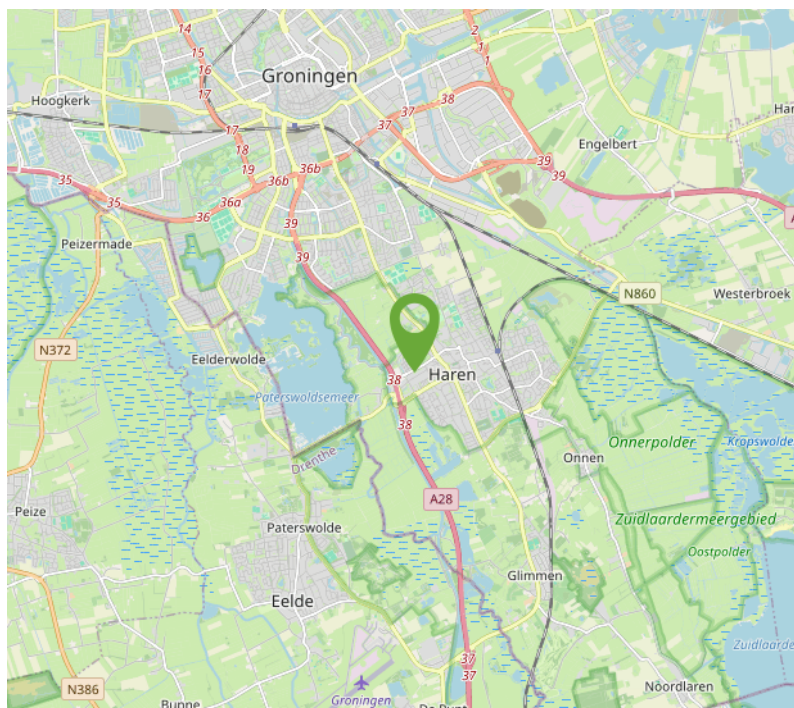 14
2
15
1
16
1
Groningen
17
Hoogkerk
37
38
37
17
18
Engelbert
39
19
36b
36b
39
35
36a
35
36
39
Peizermade
39
N860
Westerbroek
N372
Eelderwolde
38
Haren
Paterswoldsemeer
38
Onnerpolder
Kropswolde
Drenthe
Onnen
A28
Peize
Zuidlaardermeergebied
Paterswolde
Oostpolder
Glimmen
Eelde
37
37
Noordlaren
N386
Groningen